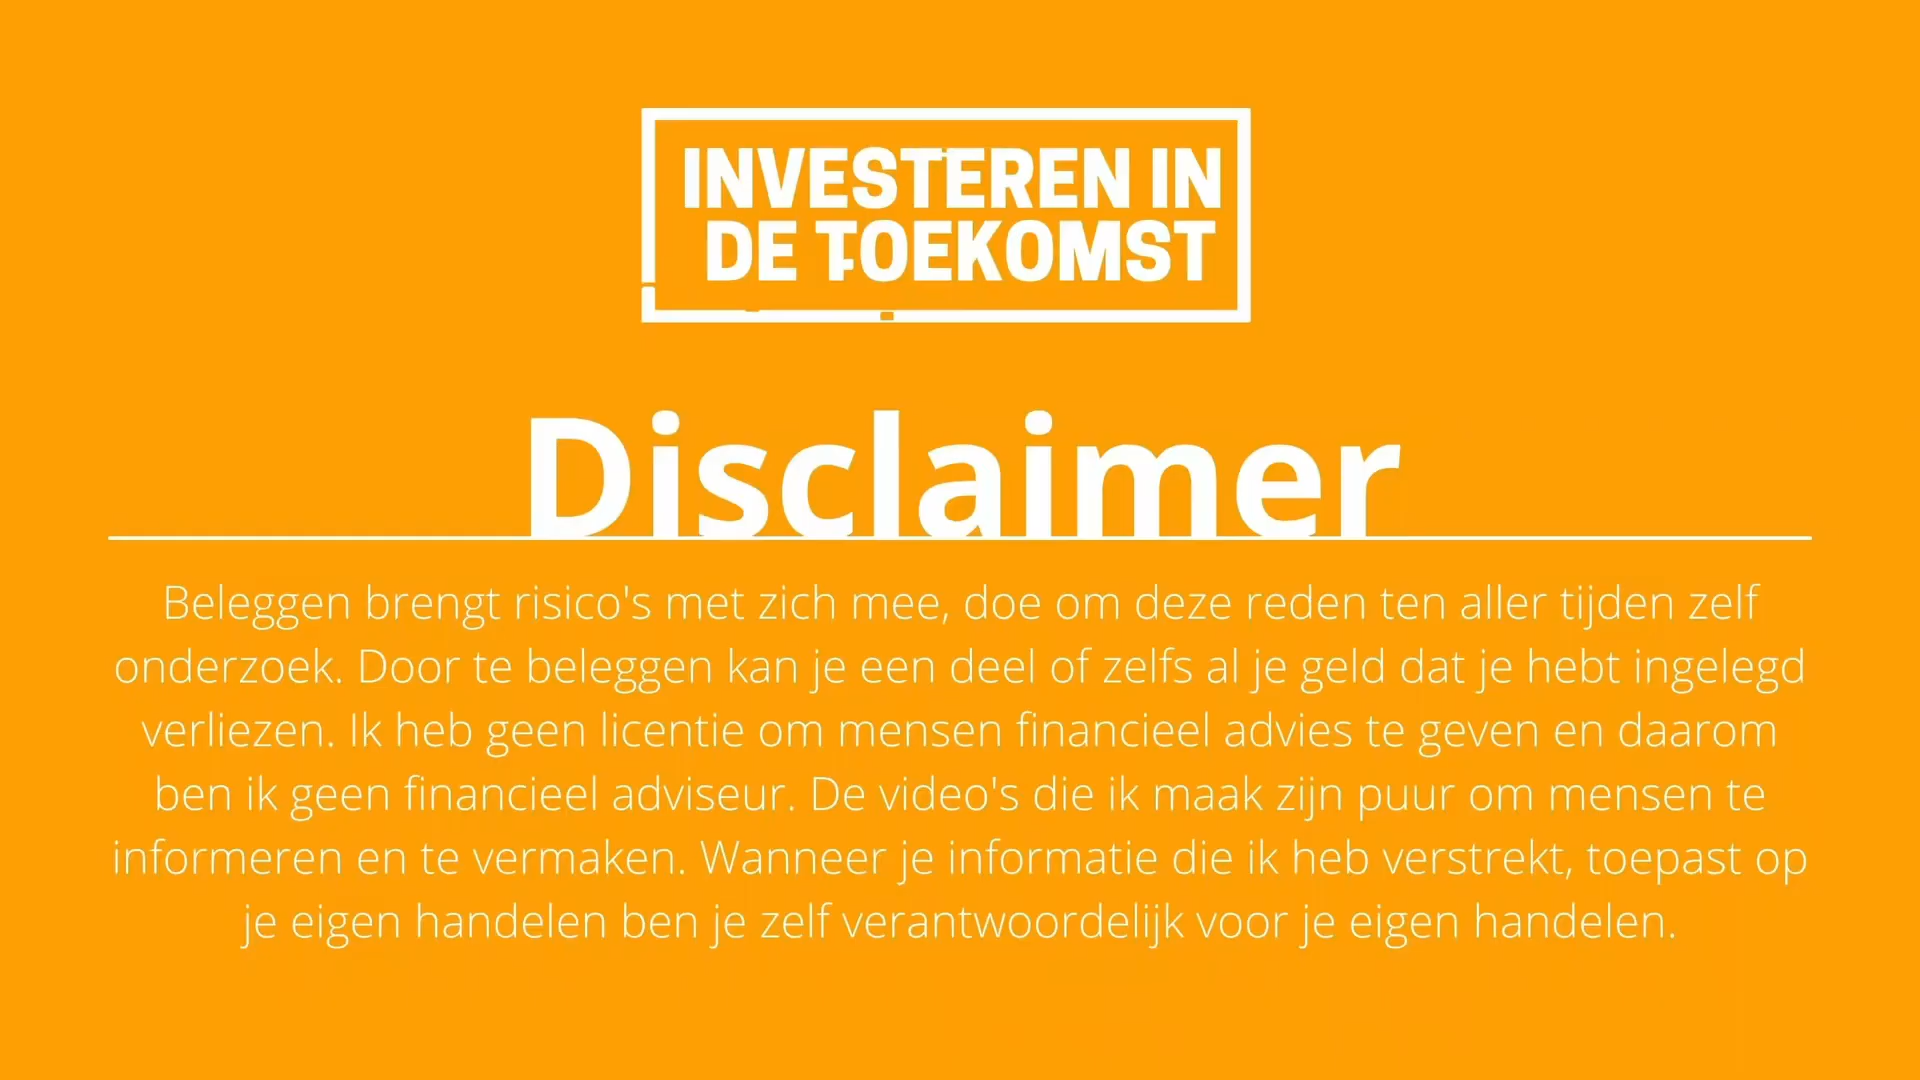 INVESTEREN IN
DE TOEKOMST
Disclaimer
Beleggen brengt risico's met zich mee, doe om deze reden ten aller tijden zelf
onderzoek. Door te beleggen kan je een deel of zelfs al je geld dat je hebt ingelegd
verliezen. Ik heb geen licentie om mensen financieel advies te geven en daarom
ben ik geen financieel adviseur. De video's die ik maak zijn puur om mensen te
informeren en te vermaken. Wanneer je informatie die ik heb verstrekt, toepast op
je eigen handelen ben je zelf verantwoordelijk voor je eigen handelen.